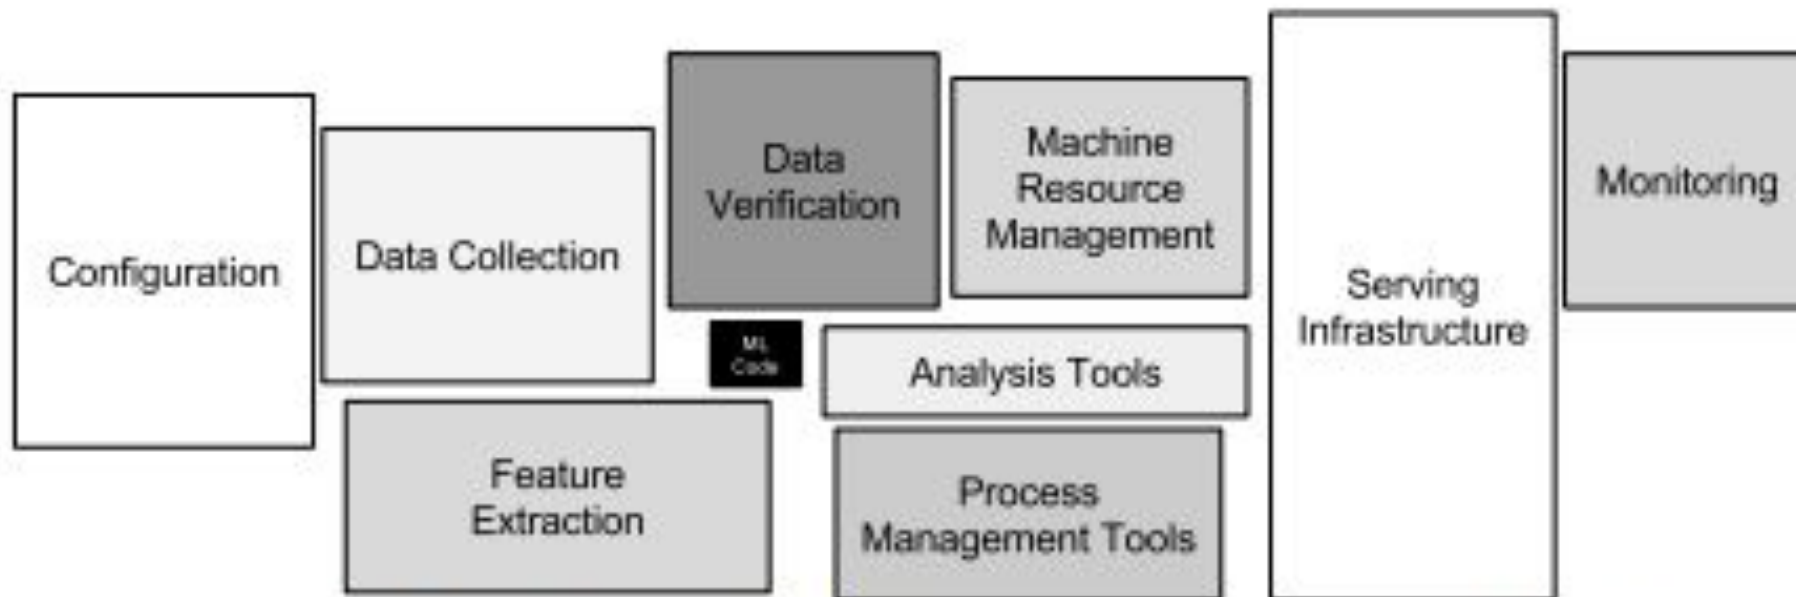 Configuration
Data Collection
Data
Verification
Machine
Resource
Management
Serving
Infrastructure
Monitoring
ML
Code
Analysis Tools
Feature
Extraction
Process
Management Tools